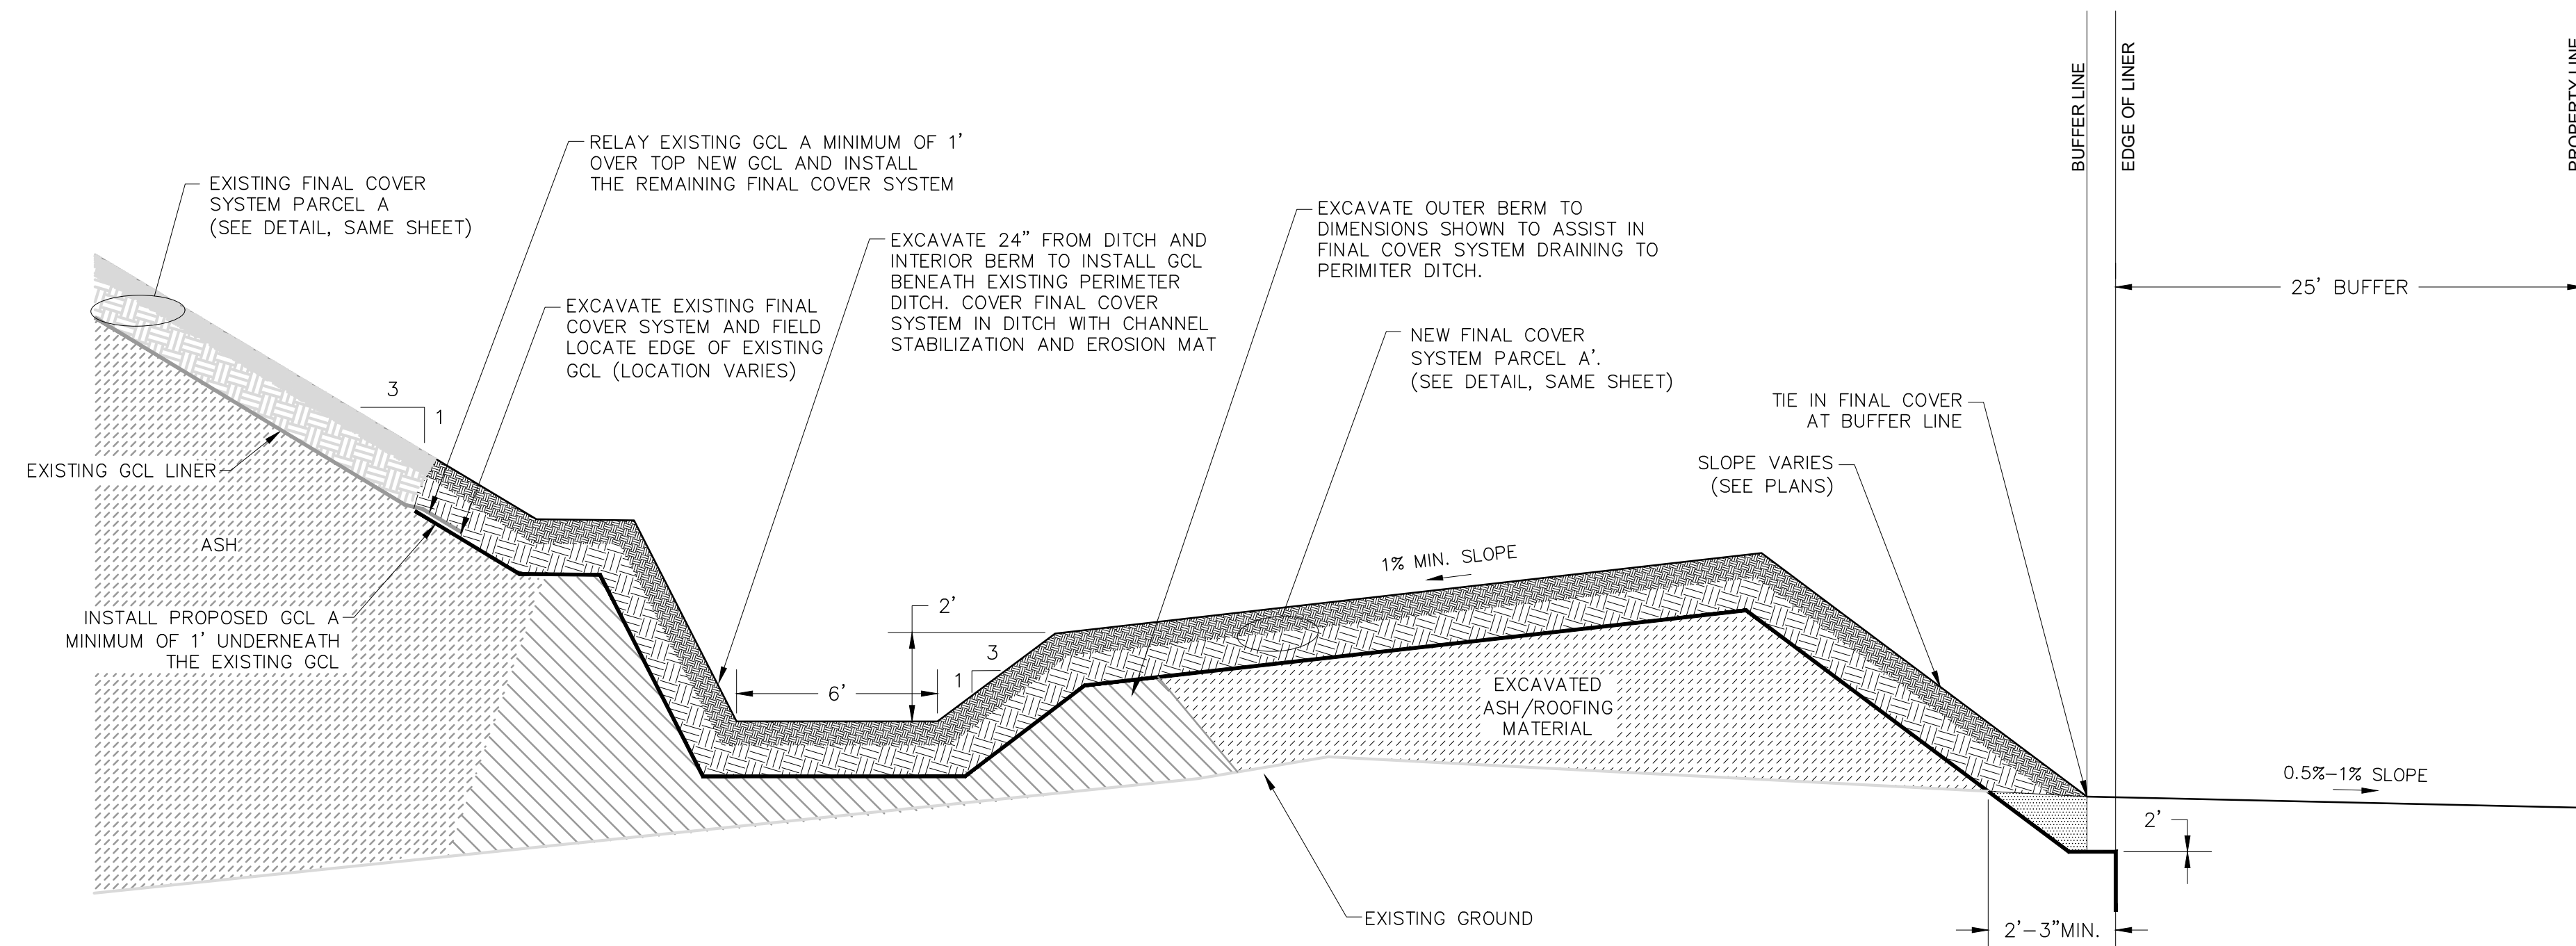 BUFFER LINE
EDGE OF LINER
PROPERTY LINE
RELAY EXISTING GCL A MINIMUM OF 1'
OVER TOP NEW GCL AND INSTALL
THE REMAINING FINAL COVER SYSTEM
EXISTING FINAL COVER
SYSTEM PARCEL A
(SEE DETAIL, SAME SHEET)
EXCAVATE 24" FROM DITCH AND
INTERIOR BERM TO INSTALL GCL
BENEATH EXISTING PERIMETER
DITCH. COVER FINAL COVER
SYSTEM IN DITCH WITH CHANNEL
STABILIZATION AND EROSION MAT
EXCAVATE OUTER BERM TO
DIMENSIONS SHOWN TO ASSIST IN
FINAL COVER SYSTEM DRAINING TO
PERIMITER DITCH.
25' BUFFER
EXCAVATE EXISTING FINAL
COVER SYSTEM AND FIELD
LOCATE EDGE OF EXISTING
GCL (LOCATION VARIES)
NEW FINAL COVER
SYSTEM PARCEL A'.
(SEE DETAIL, SAME SHEET)
3
1
TIE IN FINAL COVER
AT BUFFER LINE
EXISTING GCL LINER
SLOPE VARIES
(SEE PLANS)
ASH
1% MIN. SLOPE
INSTALL PROPOSED GCL A
MINIMUM OF 1' UNDERNEATH
THE EXISTING GCL
2'
3
1
6'
EXCAVATED
ASH/ROOFING
MATERIAL
0.5%-1% SLOPE
2'
EXISTING GROUND
2'-3"MIN.